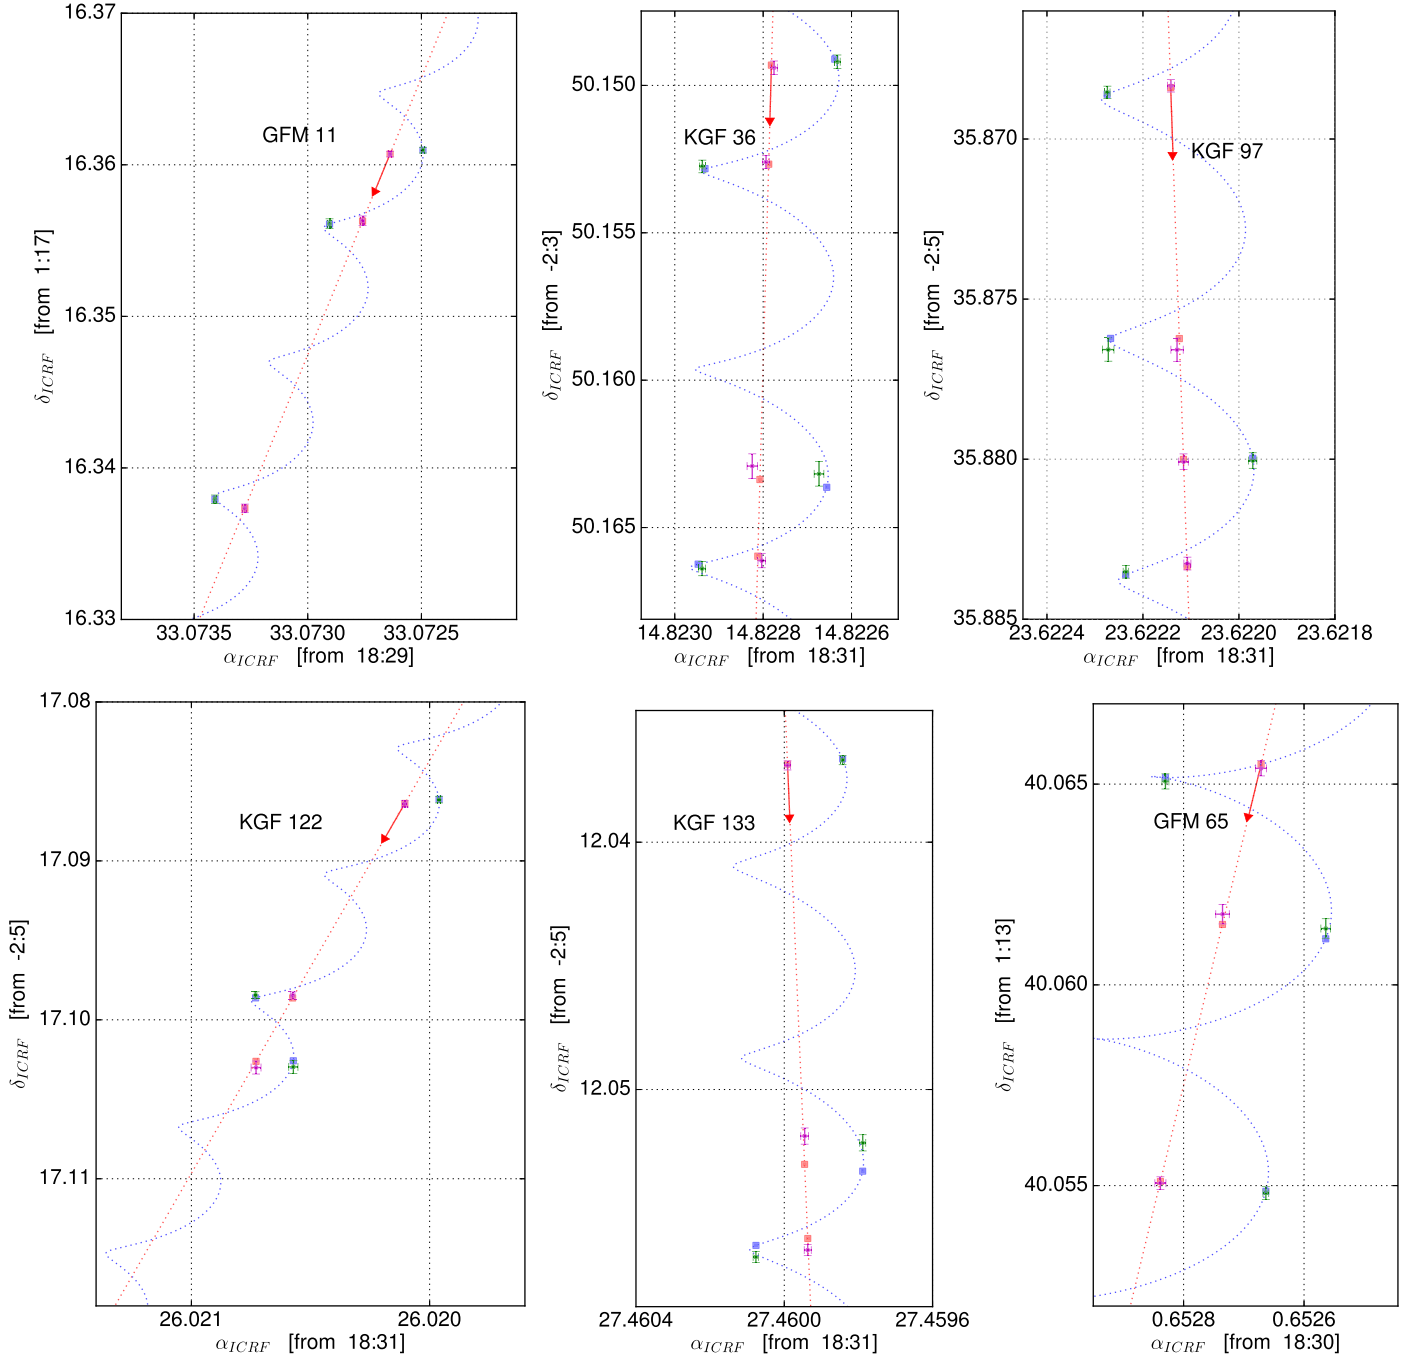 16.37
16.36
16.35
16.34
16.33
δICRF [from 1:17]
GFM 11
33.0735 33.0730 33.0725
αICRF [from 18:29]
50.150
50.155
50.160
50.165
δICRF [from -2:3]
KGF 36
14.8230 14.8228 14.8226
αICRF [from 18:31]
35.870
35.875
35.880
35.885
δICRF [from -2:5]
KGF 97
23.6224 23.6222 23.6220 23.6218
αICRF [from 18:31]
17.08
17.09
17.10
17.11
δICRF [from -2:5]
KGF 122
26.021 26.020
αICRF [from 18:31]
12.04
12.05
δICRF [from -2:5]
KGF 133
27.4604 27.4600 27.4596
αICRF [from 18:31]
40.065
40.060
40.055
δICRF [from 1:13]
GFM 65
0.6528 0.6526
αICRF [from 18:30]